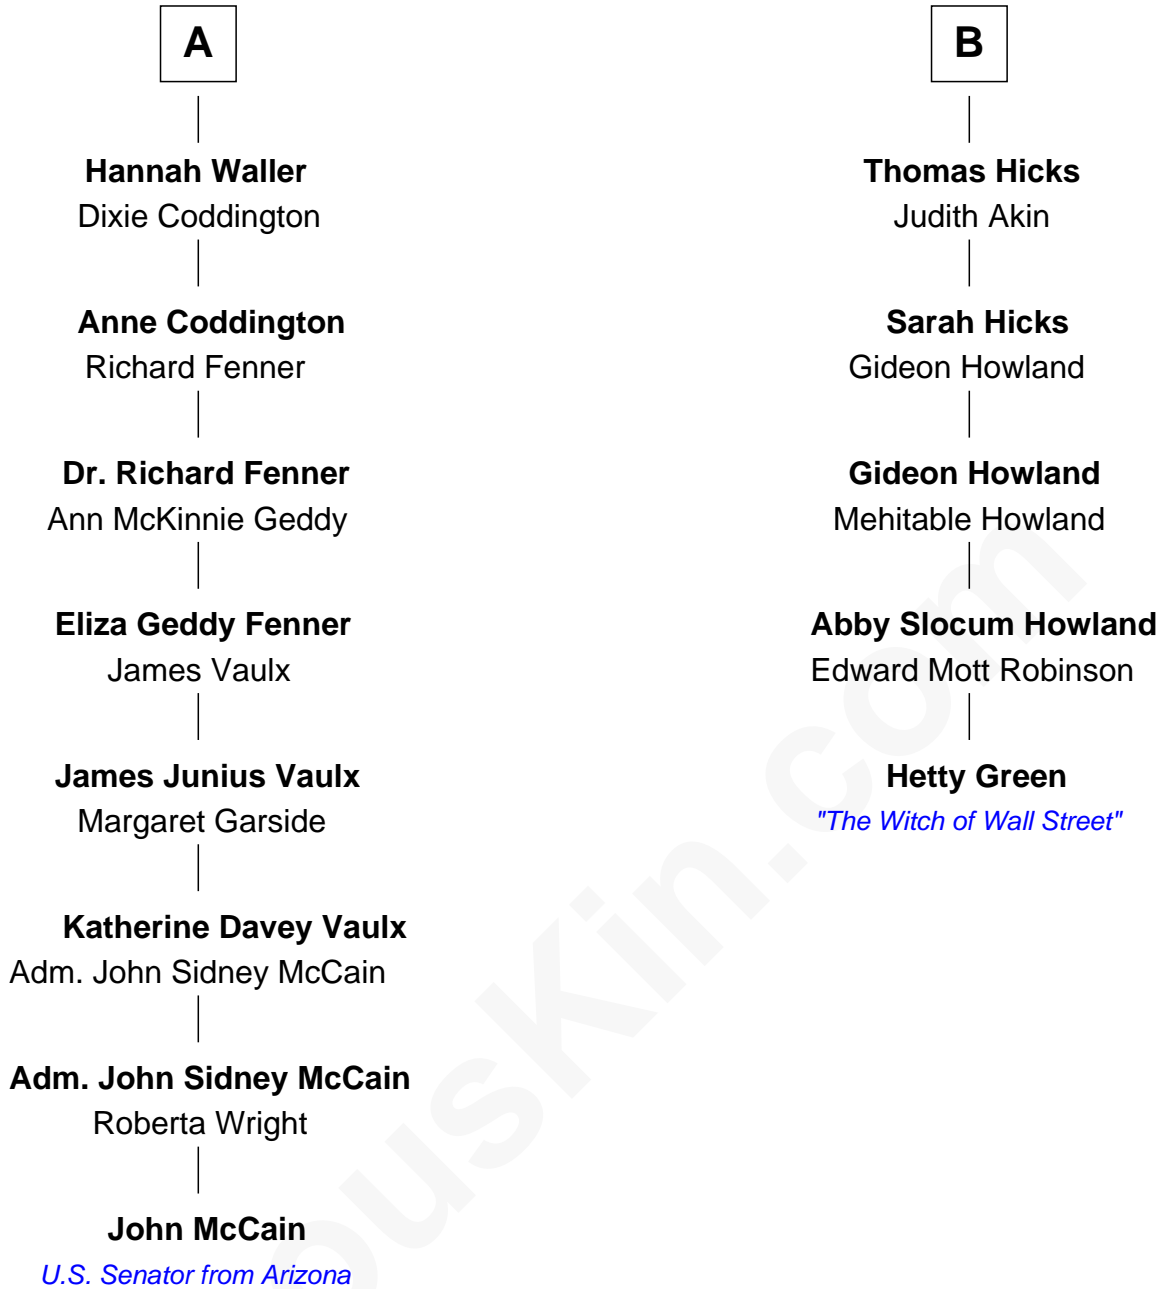 A
Hannah Waller
Dixie Coddington
Anne Coddington
Richard Fenner
Dr. Richard Fenner
Ann McKinnie Geddy
Eliza Geddy Fenner
James Vaulx
James Junius Vaulx
Margaret Garside
Katherine Davey Vaulx
Adm. John Sidney McCain
Adm. John Sidney McCain
Roberta Wright
John McCain
U.S. Senator from Arizona
B
Thomas Hicks
Judith Akin
Sarah Hicks
Gideon Howland
Gideon Howland
Mehitable Howland
Abby Slocum Howland
Edward Mott Robinson
Hetty Green
"The Witch of Wall Street"
ousKin.com